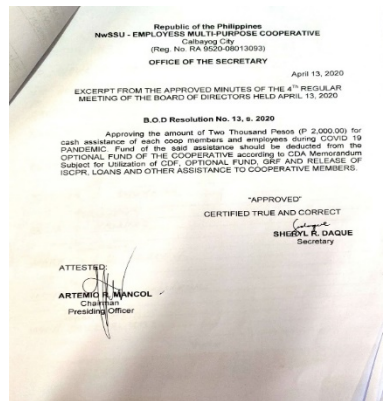 Republic of the Philippines
NwSSU - EMPLOYESS MULTI-PURPOSE COOPERATIVE
Calbayog City
(Reg. No. RA 9520-08013093)
OFFICE OF THE SECRETARY
April 13, 2020
EXCERPT FROM THE APPROVED MINUTES OF THE 4TH REGULAR
MEETING OF THE BOARD OF DIRECTORS HELD APRIL 13, 2020
B.O.D Resolution No. 13, s. 2020
Approving the amount of Two Thousand Pesos (P 2,000.00) for
cash assistance of each coop members and employees during COVID 19
PANDEMIC. Fund of the said assistance should be deducted from the
OPTIONAL FUND OF THE COOPERATIVE according to CDA Memorandum
Subject for Utilization of CDF, OPTIONAL FUND, GRF AND RELEASE OF
ISCPR, LOANS AND OTHER ASSISTANCE TO COOPERATIVE MEMBERS.
"APPROVED"
CERTIFIED TRUE AND CORRECT
SHERYL R. DAQUE
Secretary
ATTESTED:
ARTEMIO R. MANCOL
Chairman
Presiding Officer